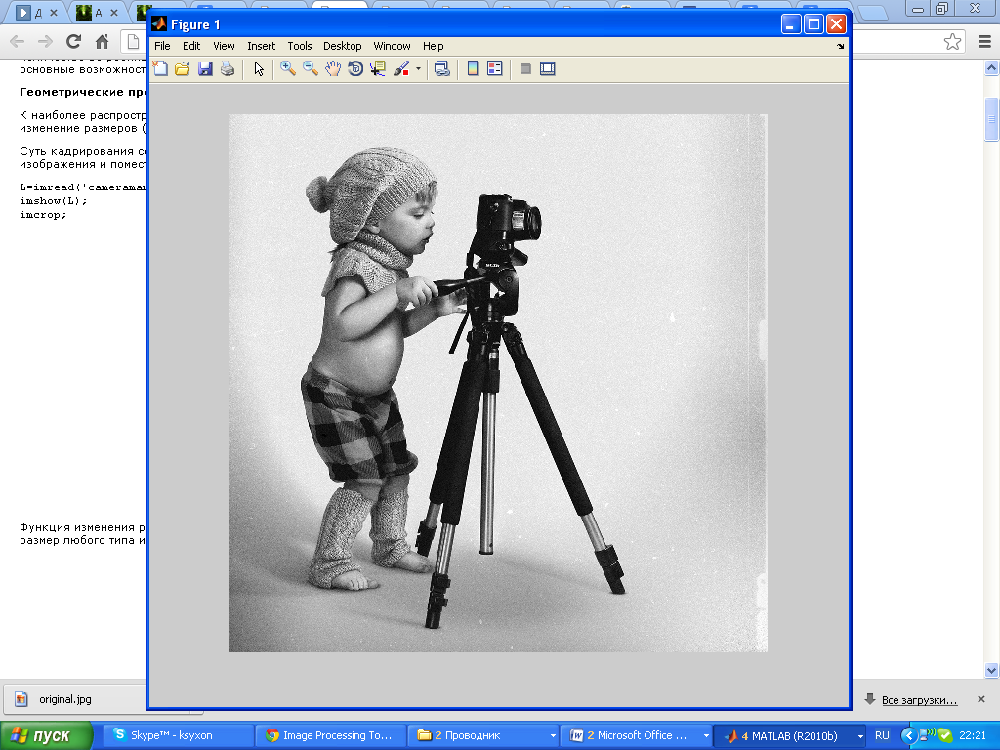 Д
А
Figure 1
File Edit View Insert Tools Desktop Window Help
основные возможност
Геометрические пр
К наиболее распростр
изменение размеров (
Суть кадрирования с
изображения и помест
L=imread('cameraman
imshow(L);
imcrop;
Функция изменения р
размер любого типа и
original.jpg
Все загрузки...
пуск
Skype™ - ksyxon
Image Processing To...
2 Проводник
2 Microsoft Office ...
4 MATLAB (R2010b)
RU
22:21